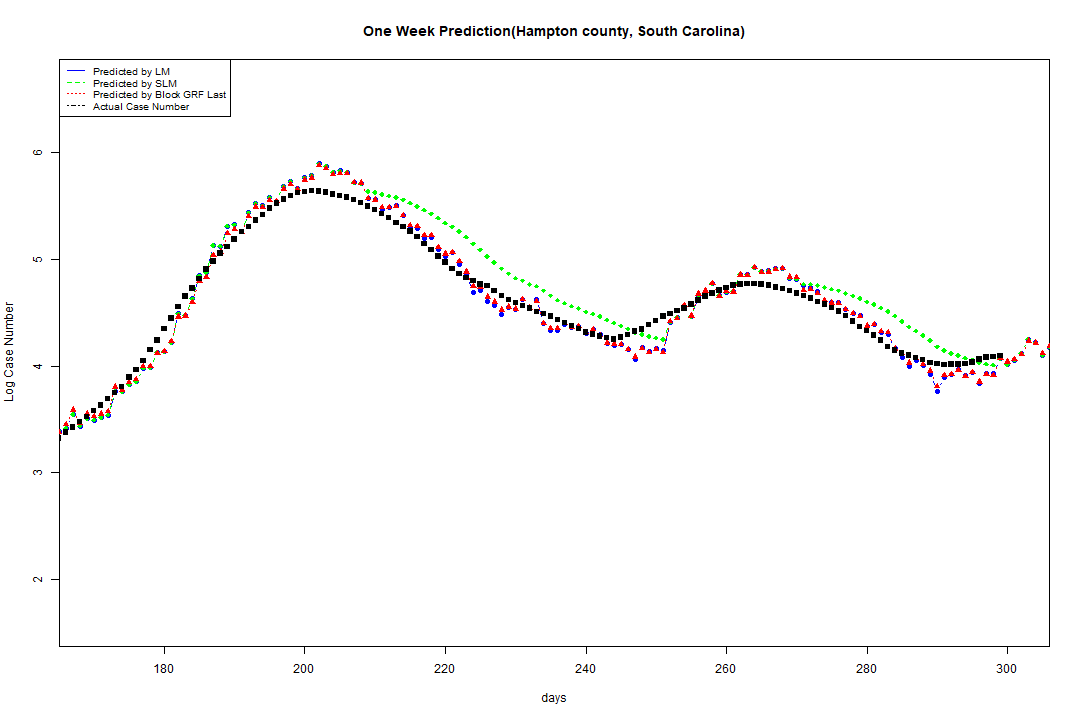 One Week Prediction(Hampton county, South Carolina)
Predicted by LM
Predicted by SLM
Predicted by Block GRF Last
Actual Case Number
Log Case Number
6
5
4
3
2
180 200 220 240 260 280 300
days